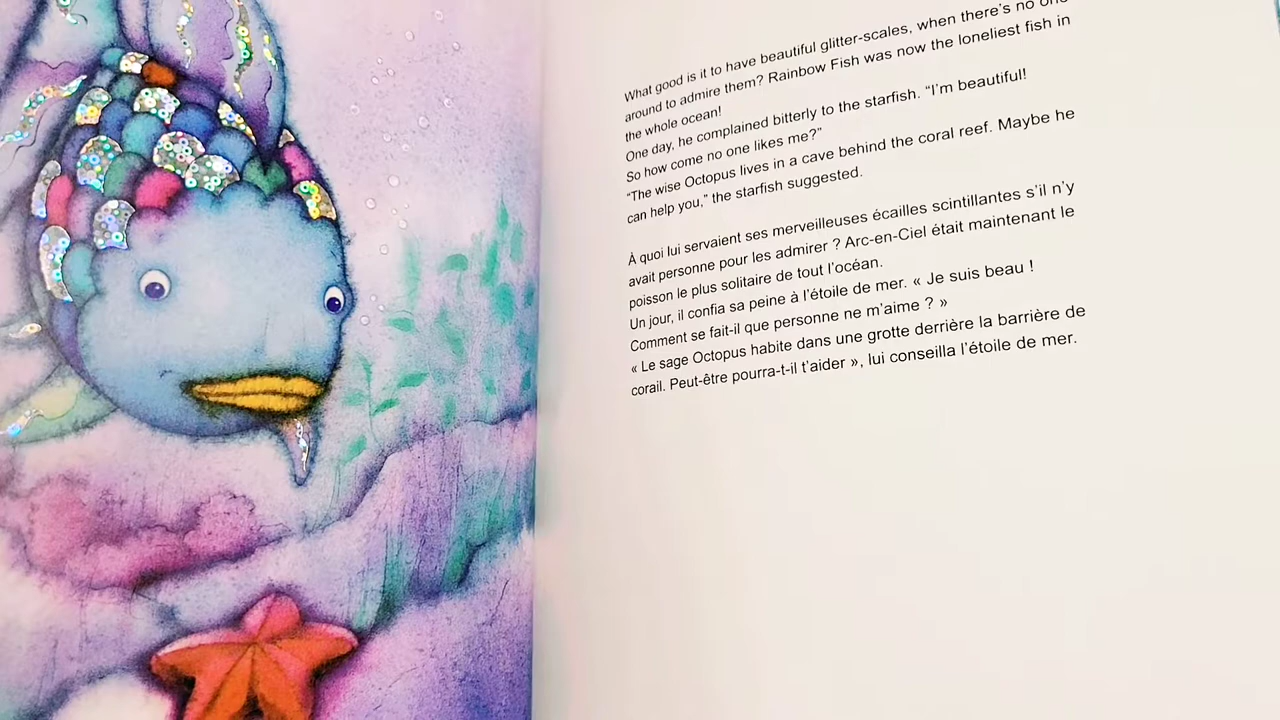 What good is it to have beautiful glitter-scales, when there's no one
around to admire them? Rainbow Fish was now the loneliest fish in
the whole ocean!
One day, he complained bitterly to the starfish. “I'm beautiful!
So how come no one likes me?”
“The wise Octopus lives in a cave behind the coral reef. Maybe he
can help you,” the starfish suggested.
À quoi lui servaient ses merveilleuses écailles scintillantes s'il n'y
avait personne pour les admirer ? Arc-en-Ciel était maintenant le
poisson le plus solitaire de tout l'océan.
Un jour, il confia sa peine à l'étoile de mer. « Je suis beau !
Comment se fait-il que personne ne m'aime ? »
« Le sage Octopus habite dans une grotte derrière la barrière de
corail. Peut-être pourra-t-il t'aider », lui conseilla l'étoile de mer.